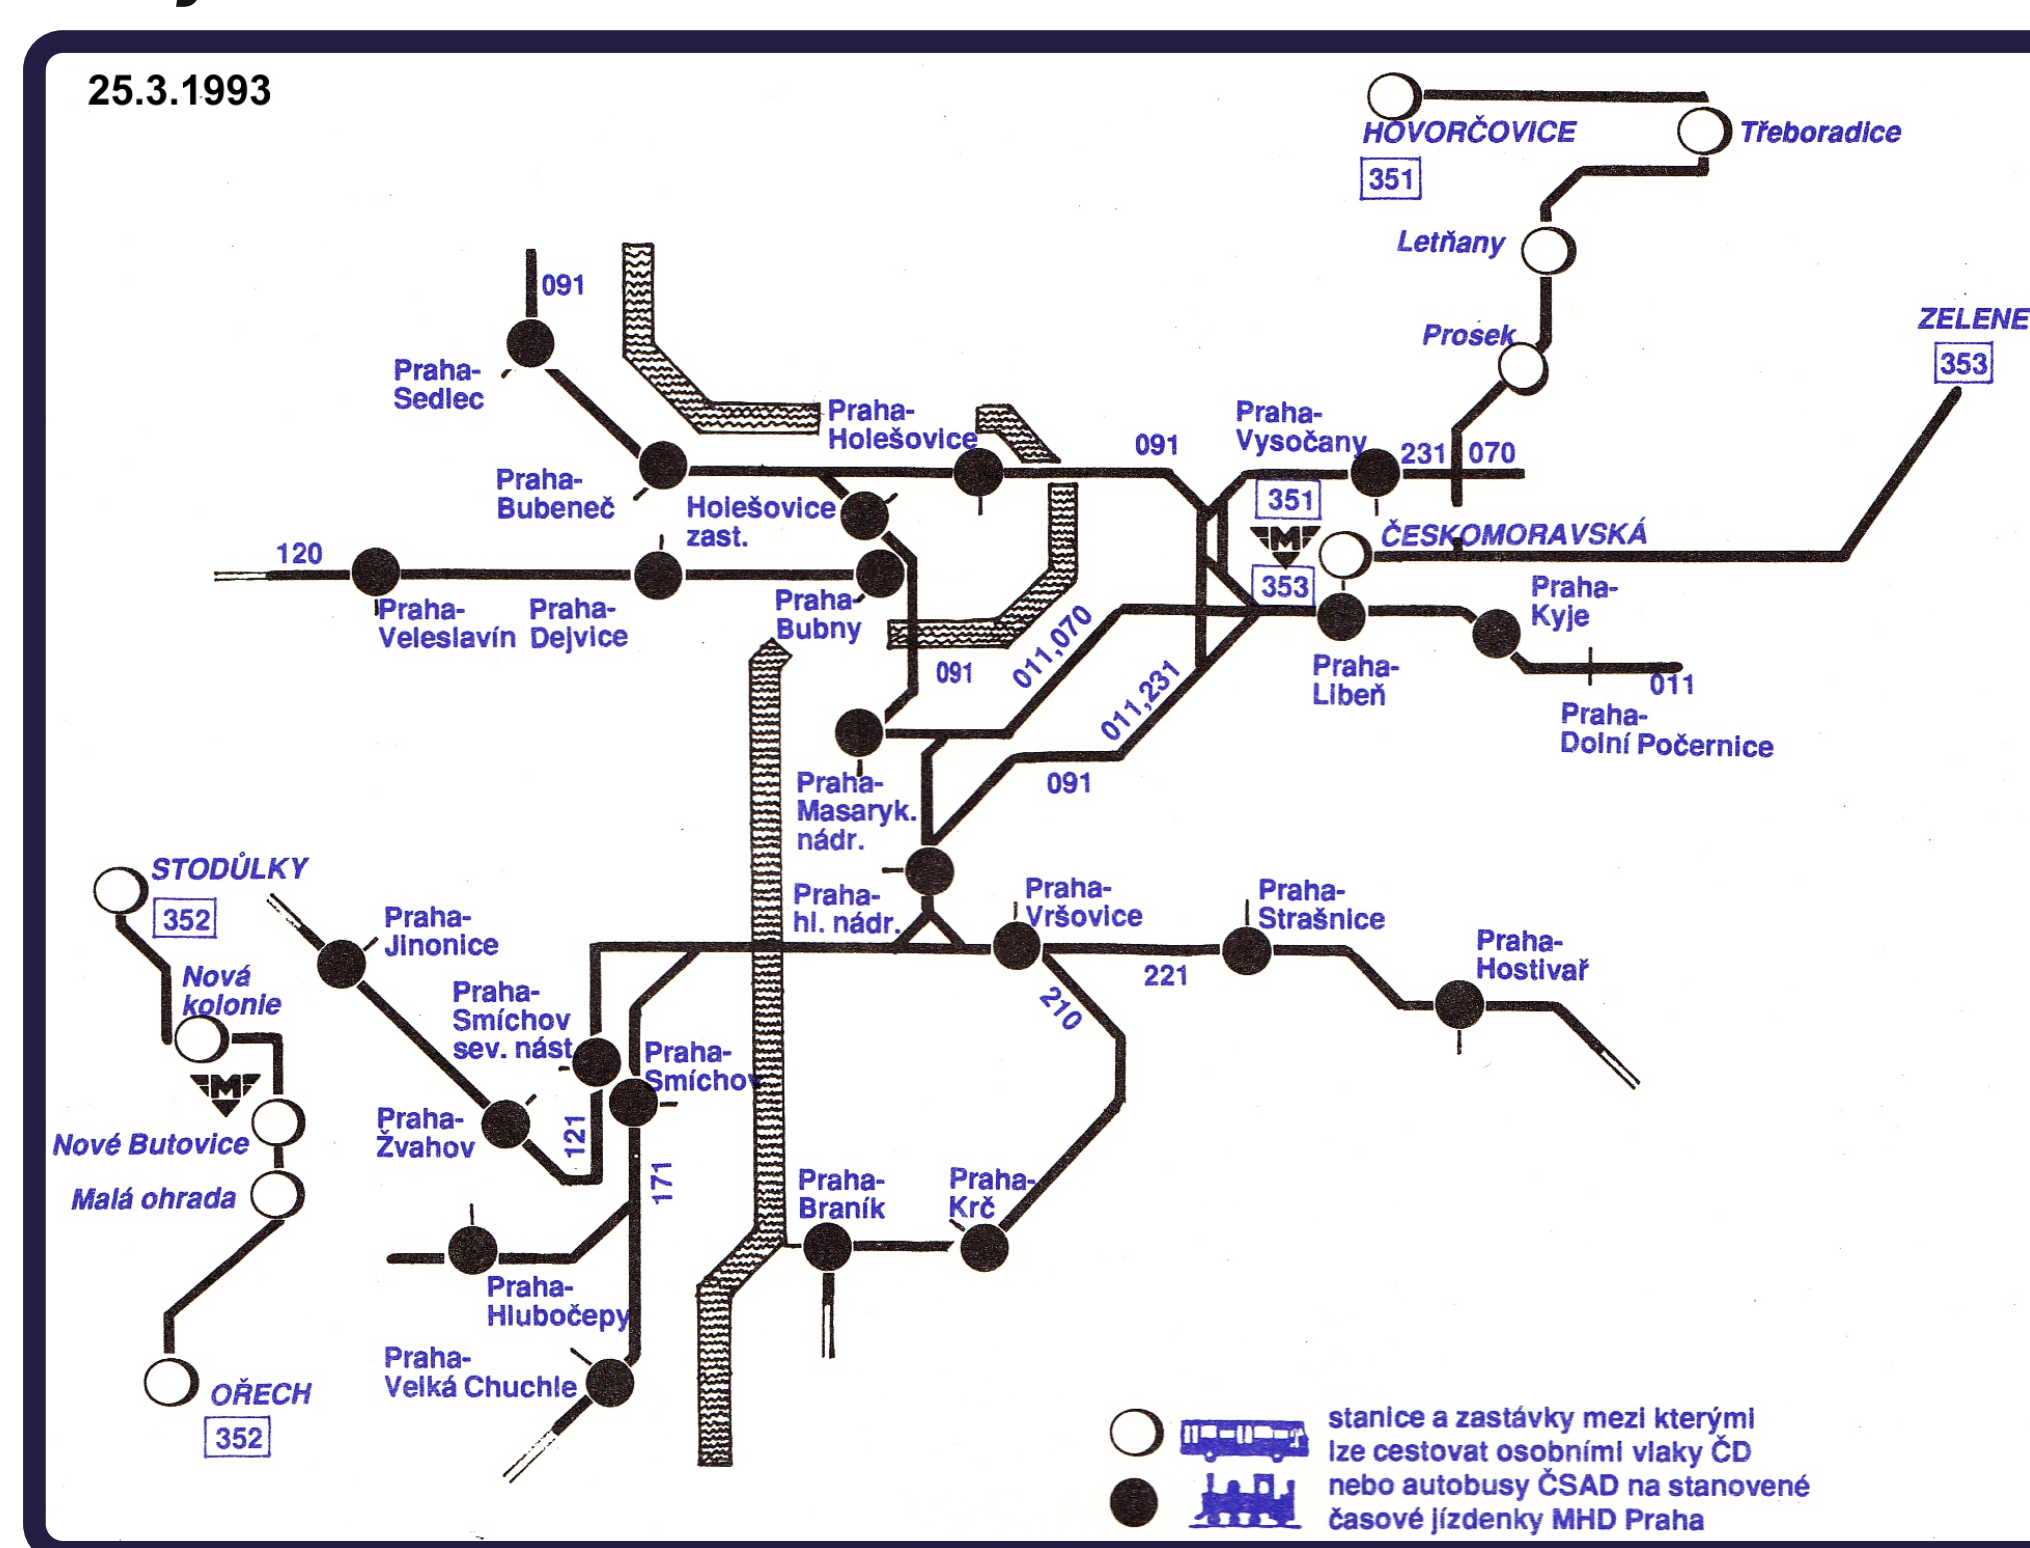 25.3.1993
HOVORČOVICE
351
Třeboradice
Letňany
Prosek
ZELENE
353
091
Praha-
Sedlec
Praha-
Holešovice
091
Praha-
Vysočany
231
070
Praha-
Bubeneč
Holešovice
zast.
351
M
ČESKOMORAVSKÁ
353
120
Praha-
Veleslavín
Praha-
Dejvice
Praha-
Bubny
Praha-
Kyje
091
011,070
011,231
Praha-
Libeň
011
Praha-
Dolní Počernice
Praha-
Masaryk.
nádr.
091
STODŮLKY
352
Praha-
Jinonice
Praha-
hl. nádr.
Praha-
Vršovice
Praha-
Strašnice
221
210
Praha-
Hostivař
Nová
kolonie
Praha-
Smíchov
sev. nást.
Praha-
Smíchov
M
Nové Butovice
Malá ohrada
Praha-
Žvahov
121
171
Praha-
Braník
Praha-
Krč
Praha-
Hlubočepy
Praha-
Velká Chuchle
OŘECH
352
stanice a zastávky mezi kterými
lze cestovat osobními vlaky ČD
nebo autobusy ČSAD na stanovené
časové jízdenky MHD Praha